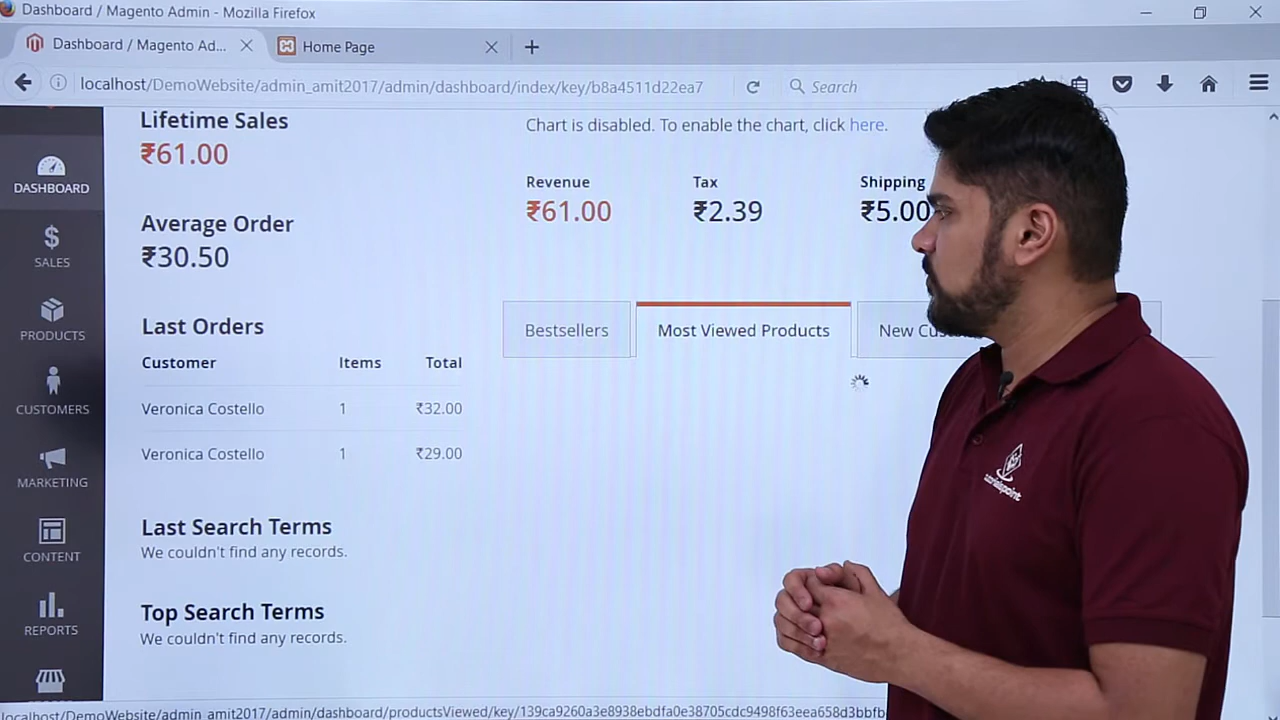 Dashboard / Magento Admin - Mozilla Firefox
Dashboard / Magento Ad...
Home Page
localhost/DemoWebsite/admin_amit2017/admin/dashboard/index/key/b8a4511d22ea7
Search
Lifetime Sales
₹61.00
Chart is disabled. To enable the chart, click here.
Revenue
Tax
Shipping
₹61.00
₹2.39
₹5.00
Average Order
₹30.50
Last Orders
Customer Items Total
Veronica Costello 1 ₹32.00
Veronica Costello 1 ₹29.00
Bestsellers
Most Viewed Products
New
Last Search Terms
We couldn't find any records.
Top Search Terms
We couldn't find any records.
DASHBOARD
SALES
PRODUCTS
CUSTOMERS
MARKETING
CONTENT
REPORTS
tutorialspoint
localhost/DemoWebsite/admin_amit2017/admin/dashboard/productsViewed/key/139ca9260a3e8938ebdfa0e38705cdc9498f63eea658d3bbfb